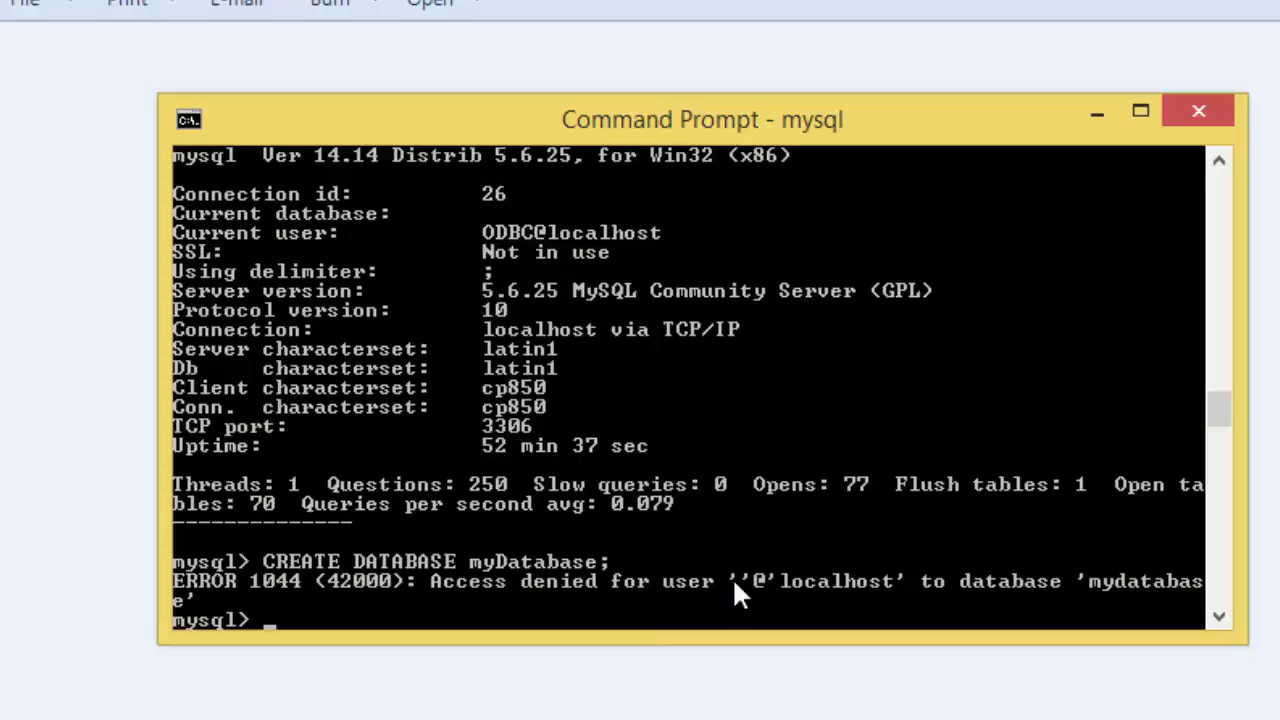 File Print E-mail Burn Open
Command Prompt - mysql
mysql  Ver 14.14 Distrib 5.6.25, for Win32 (x86)
Connection id:          26
Current database:
Current user:           ODBC@localhost
SSL:                    Not in use
Using delimiter:        ;
Server version:         5.6.25 MySQL Community Server (GPL)
Protocol version:       10
Connection:             localhost via TCP/IP
Server characterset:    latin1
Db     characterset:    latin1
Client characterset:    cp850
Conn.  characterset:    cp850
TCP port:               3306
Uptime:                 52 min 37 sec
Threads: 1  Questions: 250  Slow queries: 0  Opens: 77  Flush tables: 1  Open ta
bles: 70  Queries per second avg: 0.079
--------------
mysql> CREATE DATABASE myDatabase;
ERROR 1044 (42000): Access denied for user ''@'localhost' to database 'mydatabas
e'
mysql> _